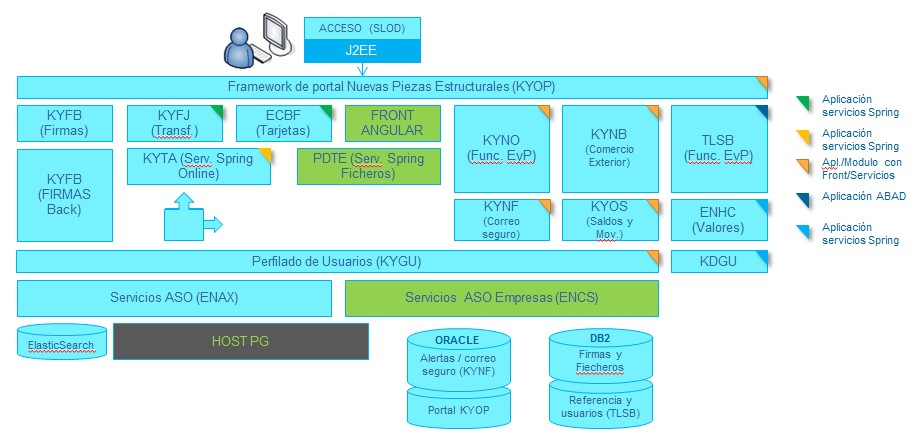 ACCESO (SLOD)
J2EE
Framework de portal Nuevas Piezas Estructurales (KYOP)
KYFB
(Firmas)
KYFJ
(Transf.)
ECBF
(Tarjetas)
FRONT
ANGULAR
KYNO
(Func. EyP)
KYNB
(Comercio
Exterior)
TLSB
(Func. EyP)
KYFB
(FIRMAS
Back)
KYTA (Serv. Spring
Online)
PDTE (Serv. Spring
Ficheros)
KYNF
(Correo
seguro)
KYOS
(Saldos y
Mov.)
ENHC
(Valores)
Perfilado de Usuarios (KYGU)
KDGU
Servicios ASO (ENAX)
Servicios ASO Empresas (ENCS)
ElasticSearch
HOST PG
ORACLE
Alertas / correo
seguro (KYNF)
Portal KYOP
DB2
Firmas y
Fiecheros
Referencia y
usuarios (TLSB)
Aplicación
servicios Spring
Aplicación
servicios Spring
Apl./Modulo con
Front/Servicios
Aplicación ABAD
Aplicación
servicios Spring